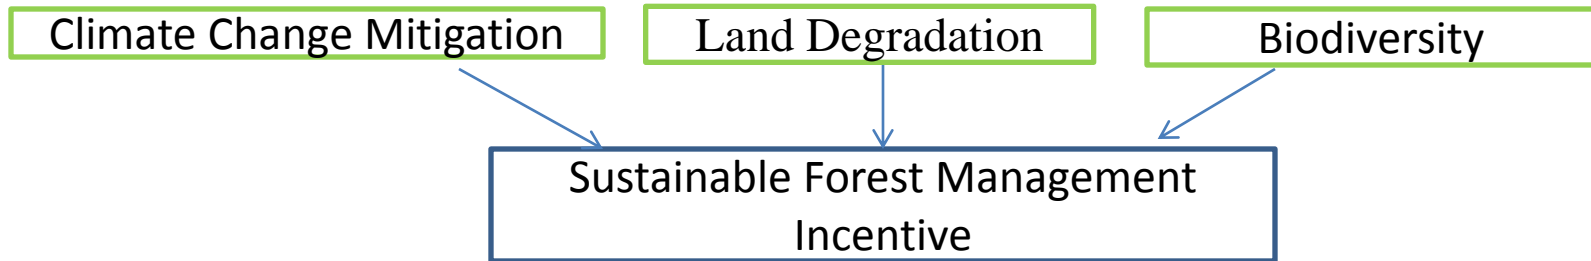 Climate Change Mitigation
Land Degradation
Biodiversity
Sustainable Forest Management
Incentive